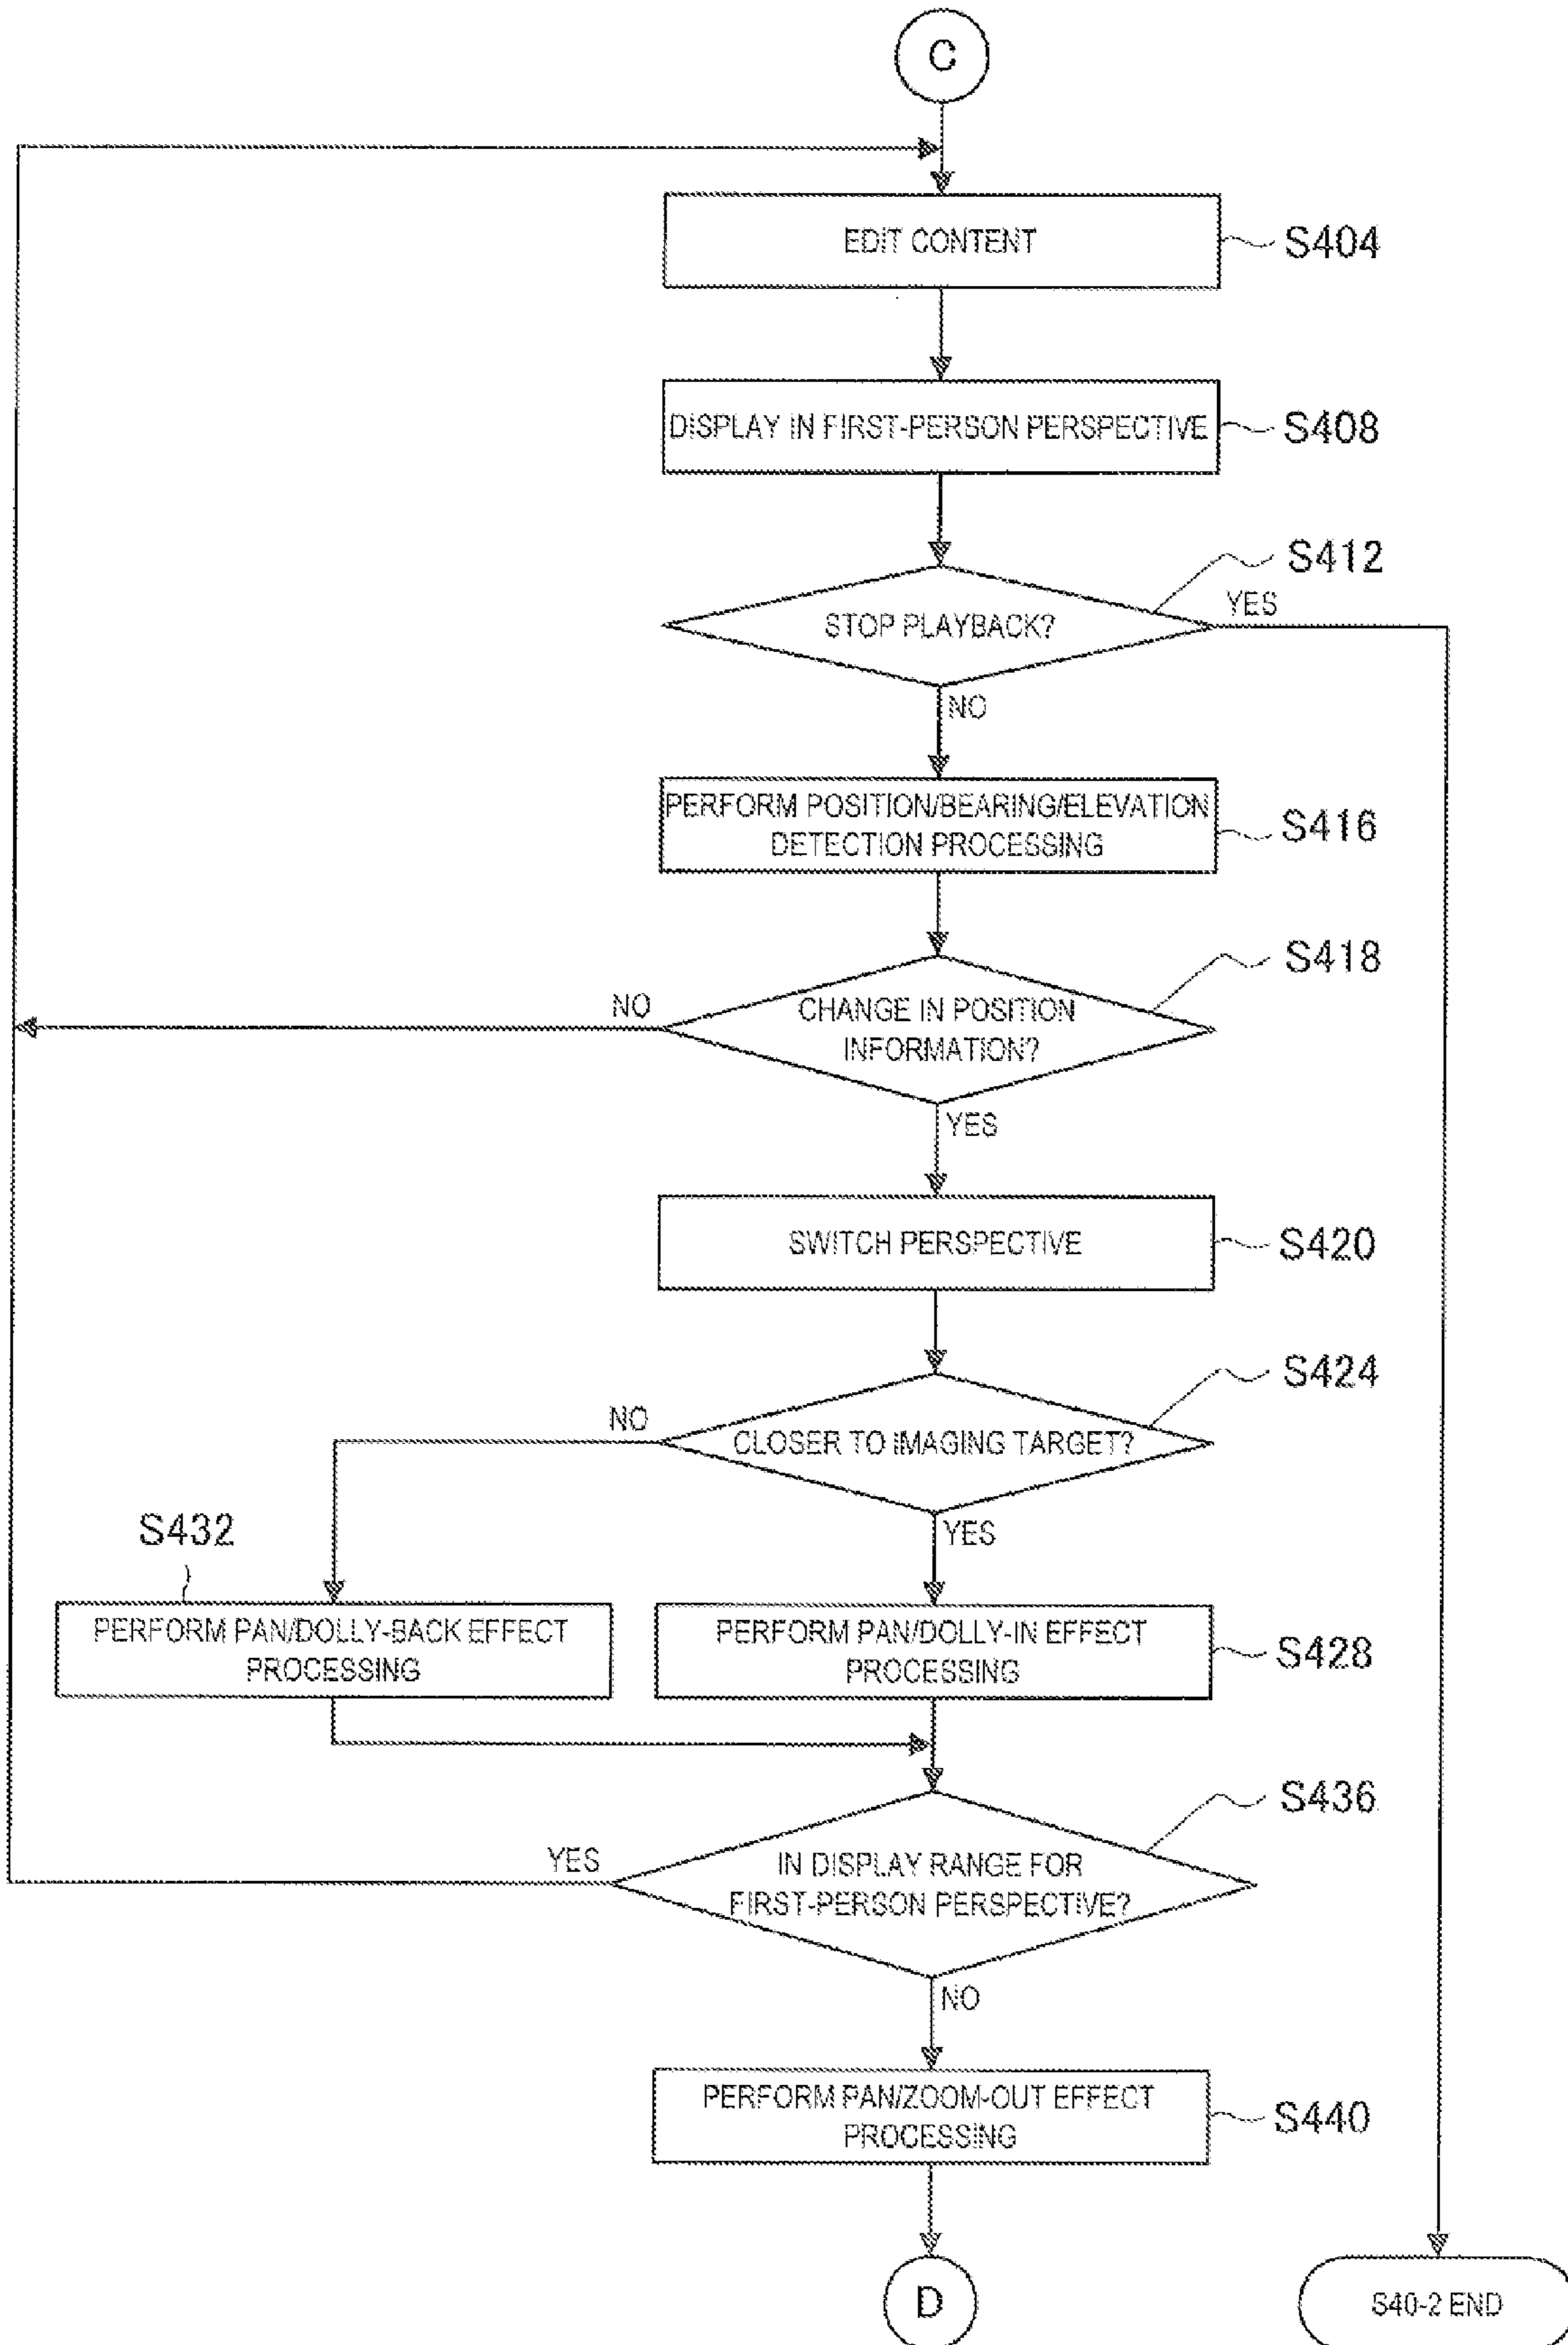 C
EDIT CONTENT
S404
DISPLAY IN FIRST-PERSON PERSPECTIVE
S408
S412
STOP PLAYBACK?
YES
NO
PERFORM POSITION/BEARING/ELEVATION
DETECTION PROCESSING
S416
S418
NO
CHANGE IN POSITION
INFORMATION?
YES
SWITCH PERSPECTIVE
S420
S424
NO
CLOSER TO IMAGING TARGET?
YES
S432
PERFORM PAN/DOLLY-BACK EFFECT
PROCESSING
PERFORM PAN/DOLLY-IN EFFECT
PROCESSING
S428
S436
YES
IN DISPLAY RANGE FOR
FIRST-PERSON PERSPECTIVE?
NO
PERFORM PAN/ZOOM-OUT EFFECT
PROCESSING
S440
D
S40-2 END